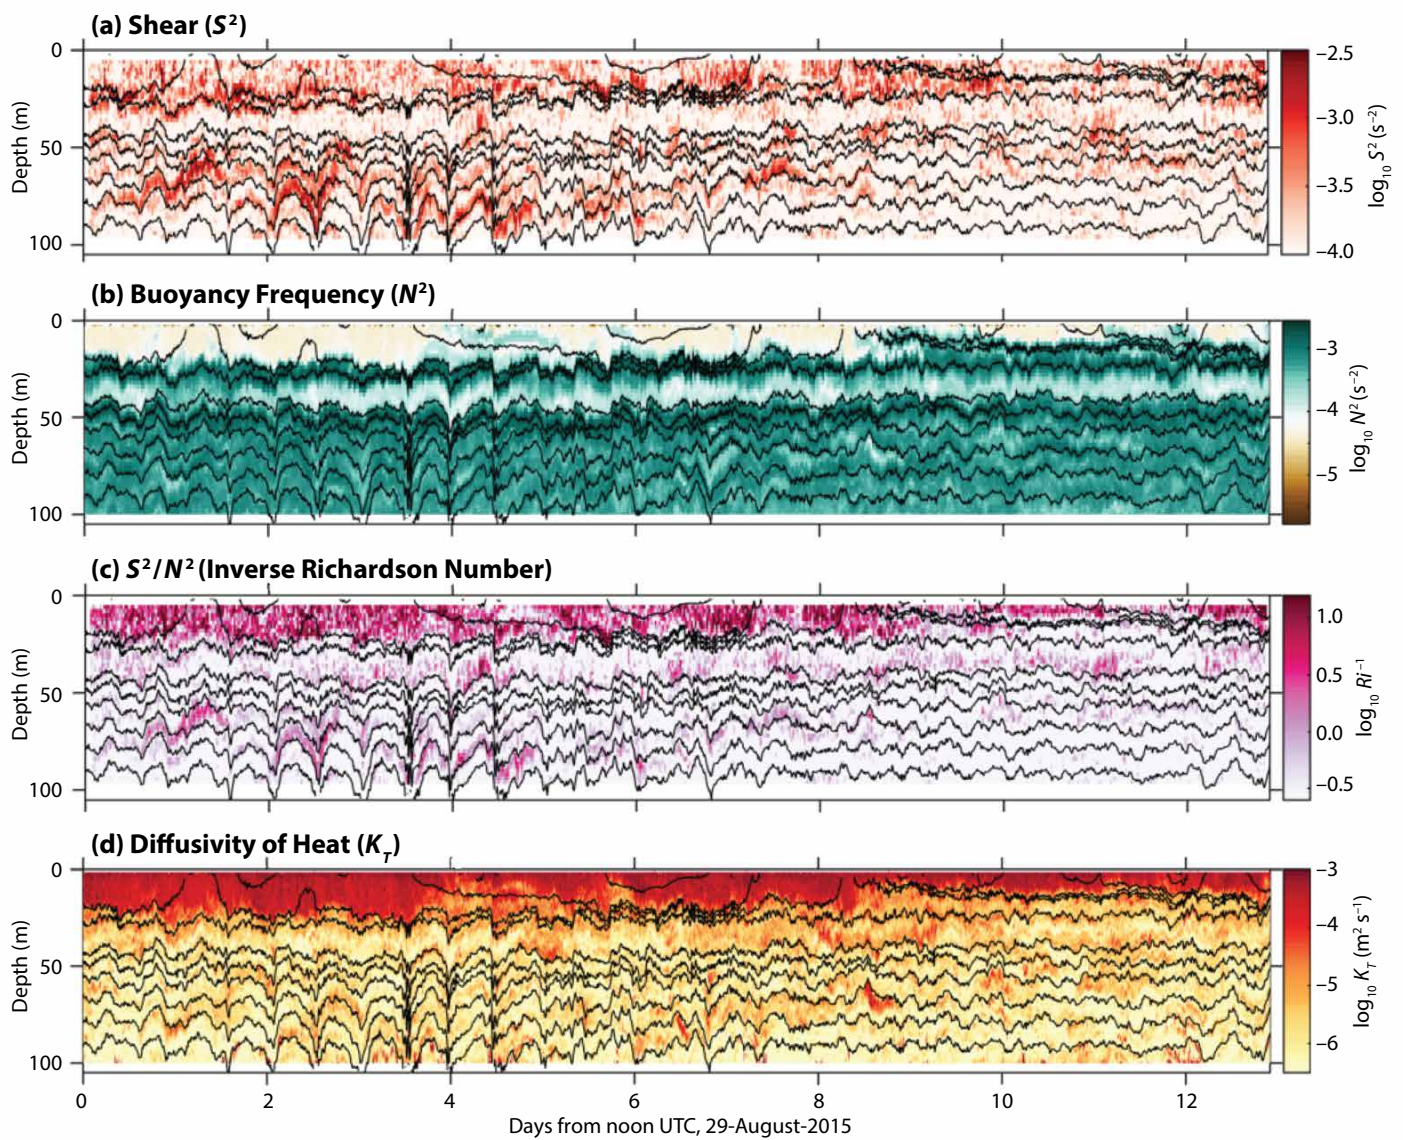 (a) Shear (S²)
0
50
100
Depth (m)
−2.5
−3.0
−3.5
−4.0
log₁₀ S² (s⁻²)
(b) Buoyancy Frequency (N²)
0
50
100
Depth (m)
−3
−4
−5
log₁₀ N² (s⁻²)
(c) S²/N² (Inverse Richardson Number)
0
50
100
Depth (m)
1.0
0.5
0.0
−0.5
log₁₀ Ri⁻¹
(d) Diffusivity of Heat (K_T)
0
50
100
Depth (m)
−3
−4
−5
−6
log₁₀ K_T (m² s⁻¹)
0 2 4 6 8 10 12
Days from noon UTC, 29-August-2015